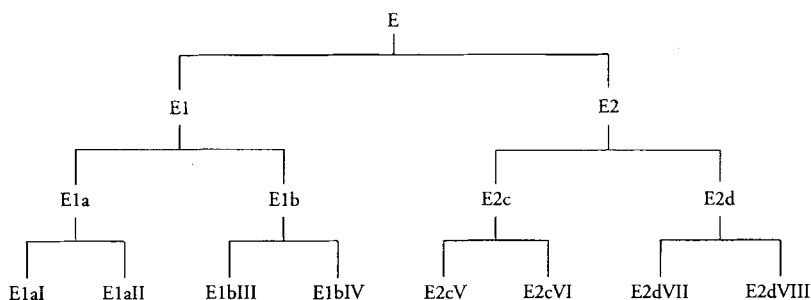 E
E1 E2
E1a E1b E2c E2d
E1aI E1aII E1bIII E1bIV E2cV E2cVI E2dVII E2dVIII